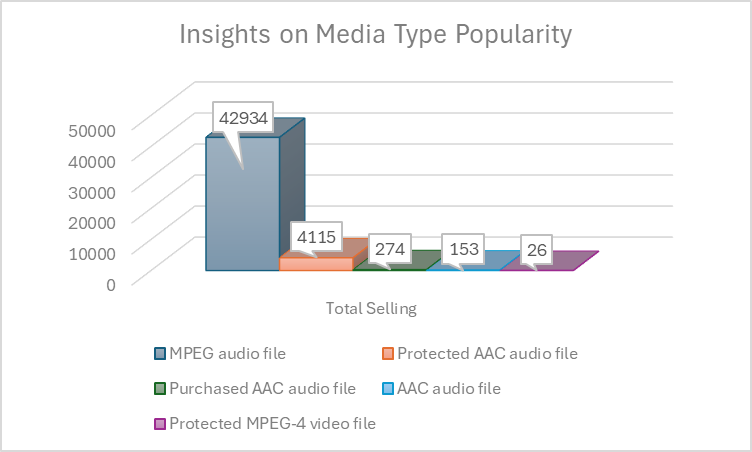 Insights on Media Type Popularity
50000
40000
30000
20000
10000
0
42934
4115
274
153
26
Total Selling
MPEG audio file
Protected AAC audio file
Purchased AAC audio file
AAC audio file
Protected MPEG-4 video file